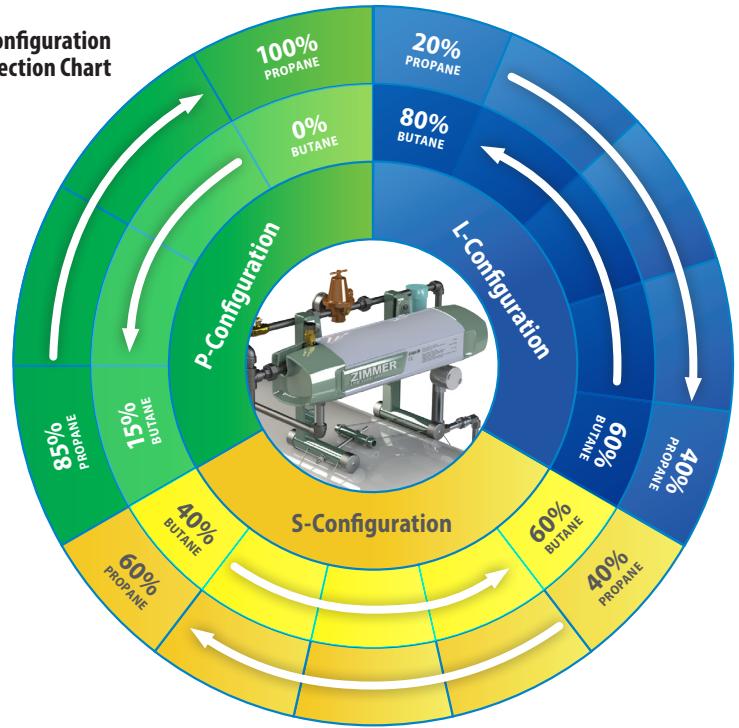 onfiguration
ection Chart
100%
PROPANE
0%
BUTANE
P-Configuration
85%
PROPANE
15%
BUTANE
20%
PROPANE
80%
BUTANE
L-Configuration
60%
BUTANE
40%
PROPANE
ZIMMER
40%
BUTANE
60%
PROPANE
S-Configuration
60%
BUTANE
40%
PROPANE